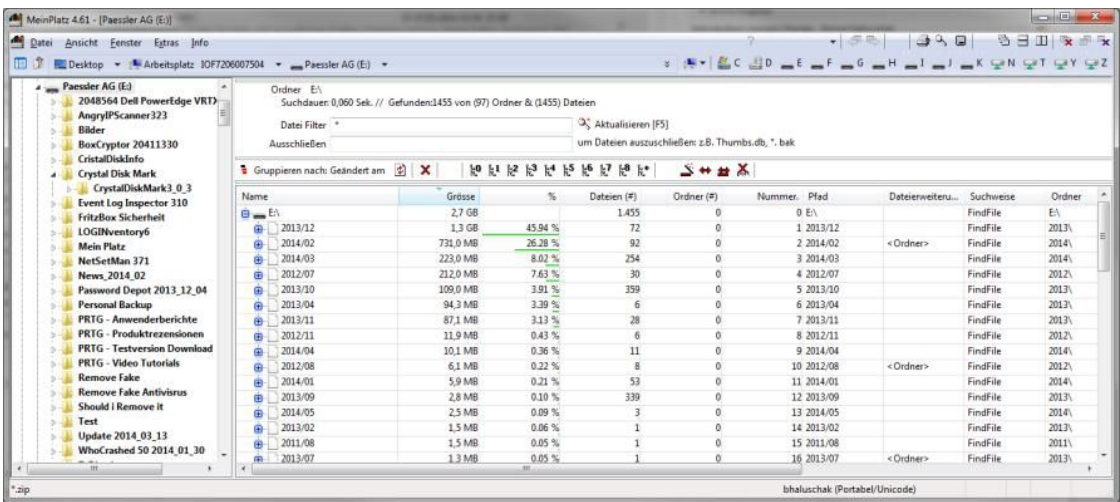 MeinPlatz 4.61 - [Paessler AG (E:)]
Datei Ansicht Fenster Extras Info
Desktop Arbeitsplatz IOF7206007504 Paessler AG (E:)
C D E F G H I J K N T Y Z
Paessler AG (E:)
2048564 Dell PowerEdge VRTX
AngryIPScanner323
Bilder
BoxCryptor 20411330
CristalDiskInfo
Crystal Disk Mark
CrystalDiskMark3_0_3
Event Log Inspector 310
FritzBox Sicherheit
LOGINventory6
Mein Platz
NetSetMan 371
News_2014_02
Password Depot 2013_12_04
Personal Backup
PRTG - Anwenderberichte
PRTG - Produktrezensionen
PRTG - Testversion Download
PRTG - Video Tutorials
Remove Fake
Remove Fake Antivisrus
Should i Remove it
Test
Update 2014_03_13
WhoCrashed 50 2014_01_30
Ordner E:\
Suchdauer: 0,060 Sek. // Gefunden:1455 von (97) Ordner & (1455) Dateien
Datei Filter *
Aktualisieren [F5]
Ausschließen
um Dateien auszuschließen: z.B. Thumbs.db, *. bak
Gruppieren nach: Geändert am
0 1 2 3 4 5 6 7 8 *
Name Grösse % Dateien (#) Ordner (#) Nummer. Pfad Dateierweiteru... Suchweise Ordner
E:\ 2,7 GB 1.455 0 0 E:\ FindFile E:\
2013/12 1,3 GB 45.94 % 72 0 1 2013/12 FindFile 2013\
2014/02 731,0 MB 26.28 % 92 0 2 2014/02 <Ordner> FindFile 2014\
2014/03 223,0 MB 8.02 % 254 0 3 2014/03 FindFile 2014\
2012/07 212,0 MB 7.63 % 30 0 4 2012/07 FindFile 2012\
2013/10 109,0 MB 3.91 % 359 0 5 2013/10 FindFile 2013\
2013/04 94,3 MB 3.39 % 6 0 6 2013/04 FindFile 2013\
2013/11 87,1 MB 3.13 % 28 0 7 2013/11 FindFile 2013\
2012/11 11,9 MB 0.43 % 6 0 8 2012/11 FindFile 2012\
2014/04 10,1 MB 0.36 % 11 0 9 2014/04 FindFile 2014\
2012/08 6,1 MB 0.22 % 8 0 10 2012/08 <Ordner> FindFile 2012\
2014/01 5,9 MB 0.21 % 53 0 11 2014/01 FindFile 2014\
2013/09 2,8 MB 0.10 % 339 0 12 2013/09 FindFile 2013\
2014/05 2,5 MB 0.09 % 3 0 13 2014/05 FindFile 2014\
2013/02 1,5 MB 0.06 % 1 0 14 2013/02 FindFile 2013\
2011/08 1,5 MB 0.05 % 1 0 15 2011/08 FindFile 2011\
2013/07 1,3 MB 0.05 % 1 0 16 2013/07 <Ordner> FindFile 2013\
*.zip
bhaluschak (Portabel/Unicode)